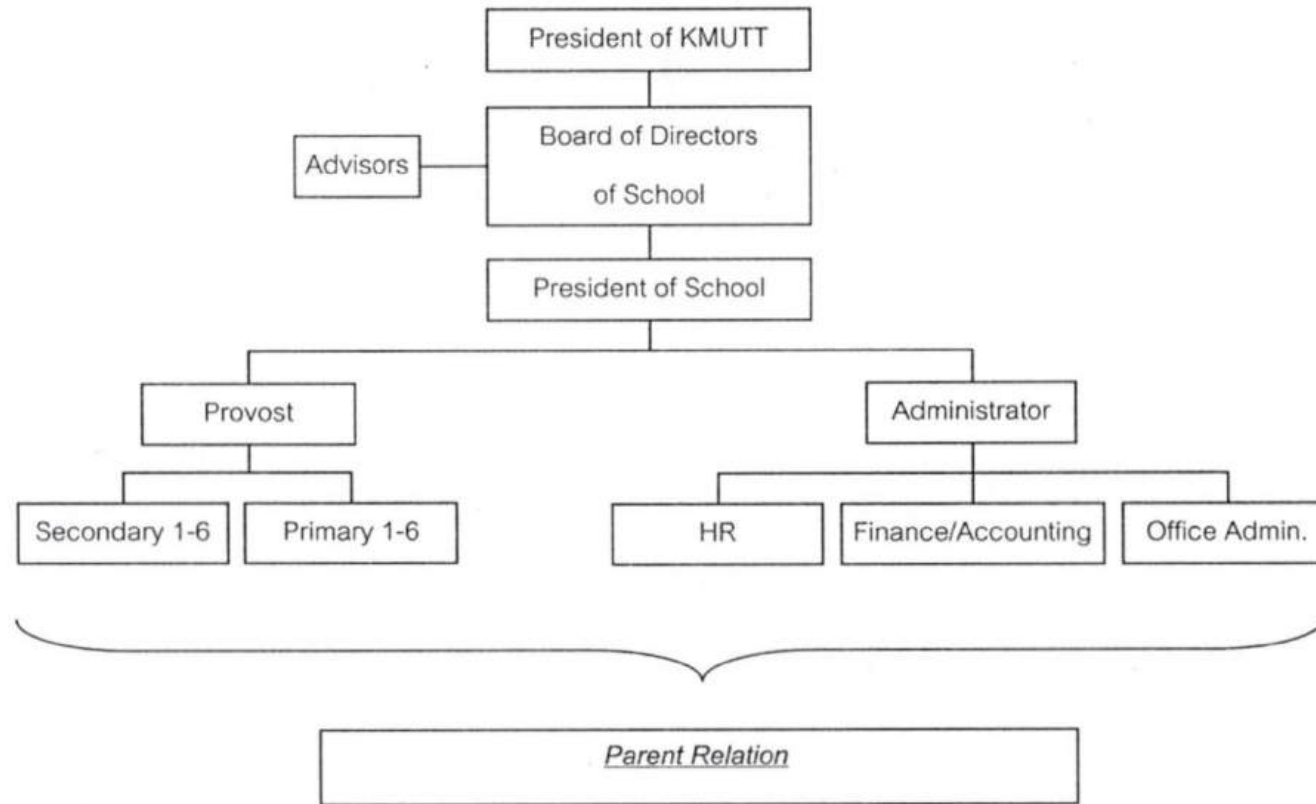 President of KMUTT
Board of Directors
of School
Advisors
President of School
Provost
Administrator
Secondary 1-6
Primary 1-6
HR
Finance/Accounting
Office Admin.
Parent Relation